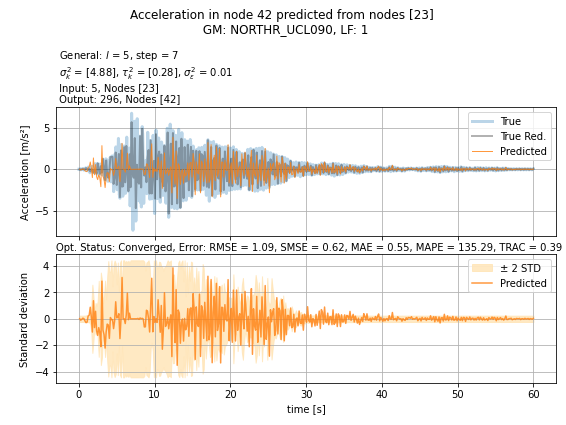 Acceleration in node 42 predicted from nodes [23]
GM: NORTHR_UCL090, LF: 1
General: l = 5, step = 7
σ²ₖ = [4.88], τ²ₖ = [0.28], σ²ε = 0.01
Input: 5, Nodes [23]
Output: 296, Nodes [42]
True
True Red.
Predicted
Acceleration [m/s²]
5
0
−5
Opt. Status: Converged, Error: RMSE = 1.09, SMSE = 0.62, MAE = 0.55, MAPE = 135.29, TRAC = 0.39
± 2 STD
Predicted
Standard deviation
4
2
0
−2
−4
0 10 20 30 40 50 60
time [s]